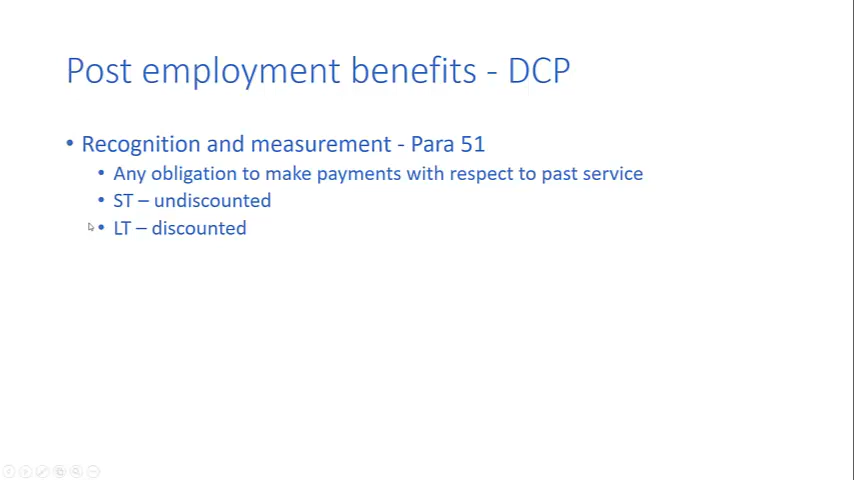 Post employment benefits - DCP
• Recognition and measurement - Para 51
• Any obligation to make payments with respect to past service
• ST – undiscounted
• LT – discounted